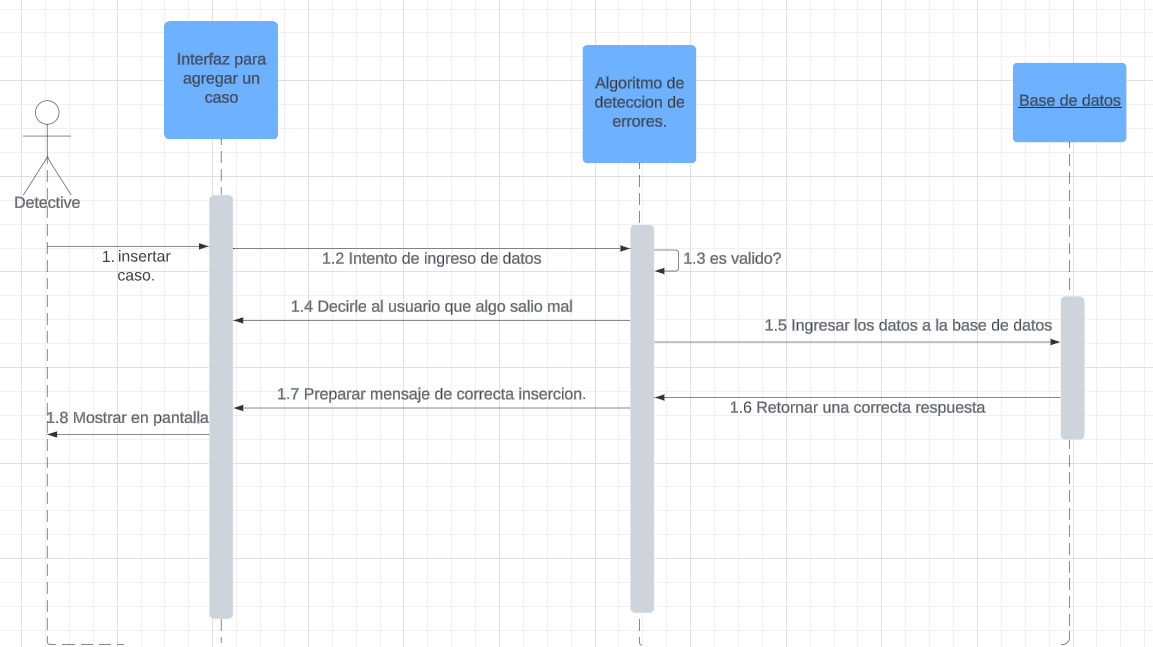 Interfaz para
agregar un
caso
Algoritmo de
deteccion de
errores.
Base de datos
Detective
1. insertar
caso.
1.2 Intento de ingreso de datos
1.3 es valido?
1.4 Decirle al usuario que algo salio mal
1.5 Ingresar los datos a la base de datos
1.7 Preparar mensaje de correcta insercion.
1.6 Retornar una correcta respuesta
1.8 Mostrar en pantalla